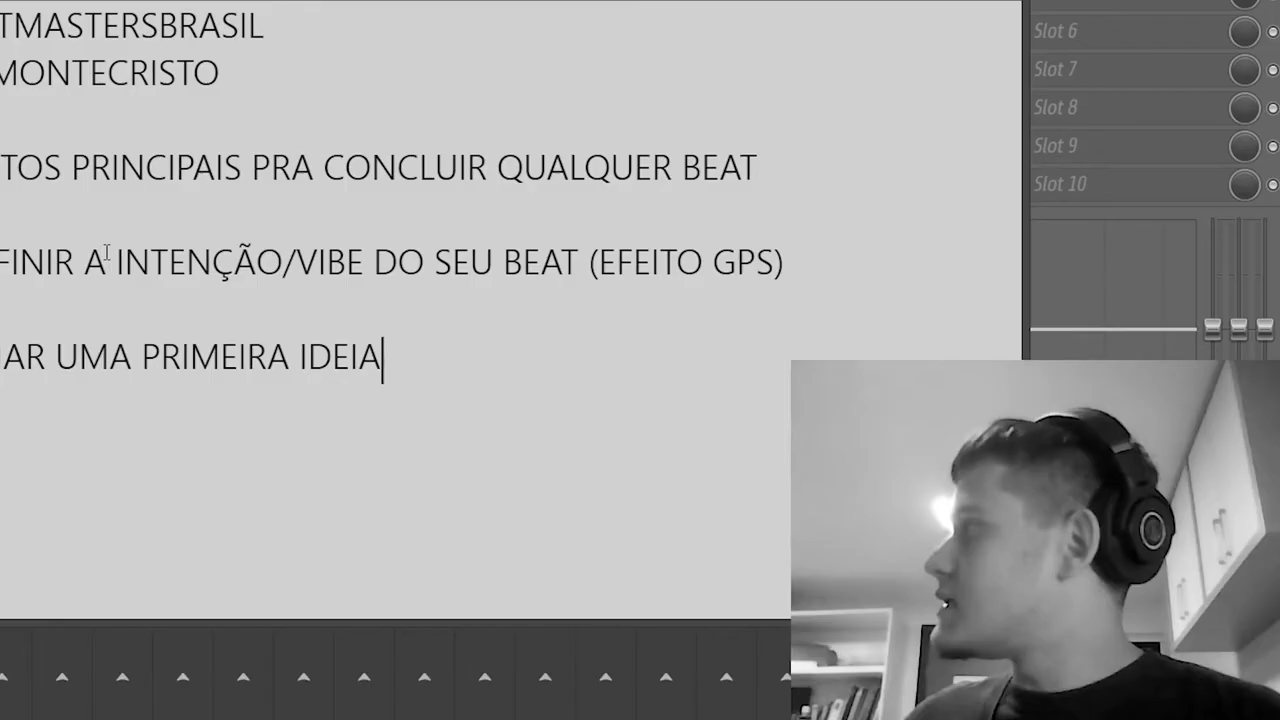 TMASTERSBRASIL
MONTECRISTO
TOS PRINCIPAIS PRA CONCLUIR QUALQUER BEAT
FINIR A INTENÇÃO/VIBE DO SEU BEAT (EFEITO GPS)
AR UMA PRIMEIRA IDEIA
Slot 6
Slot 7
Slot 8
Slot 9
Slot 10